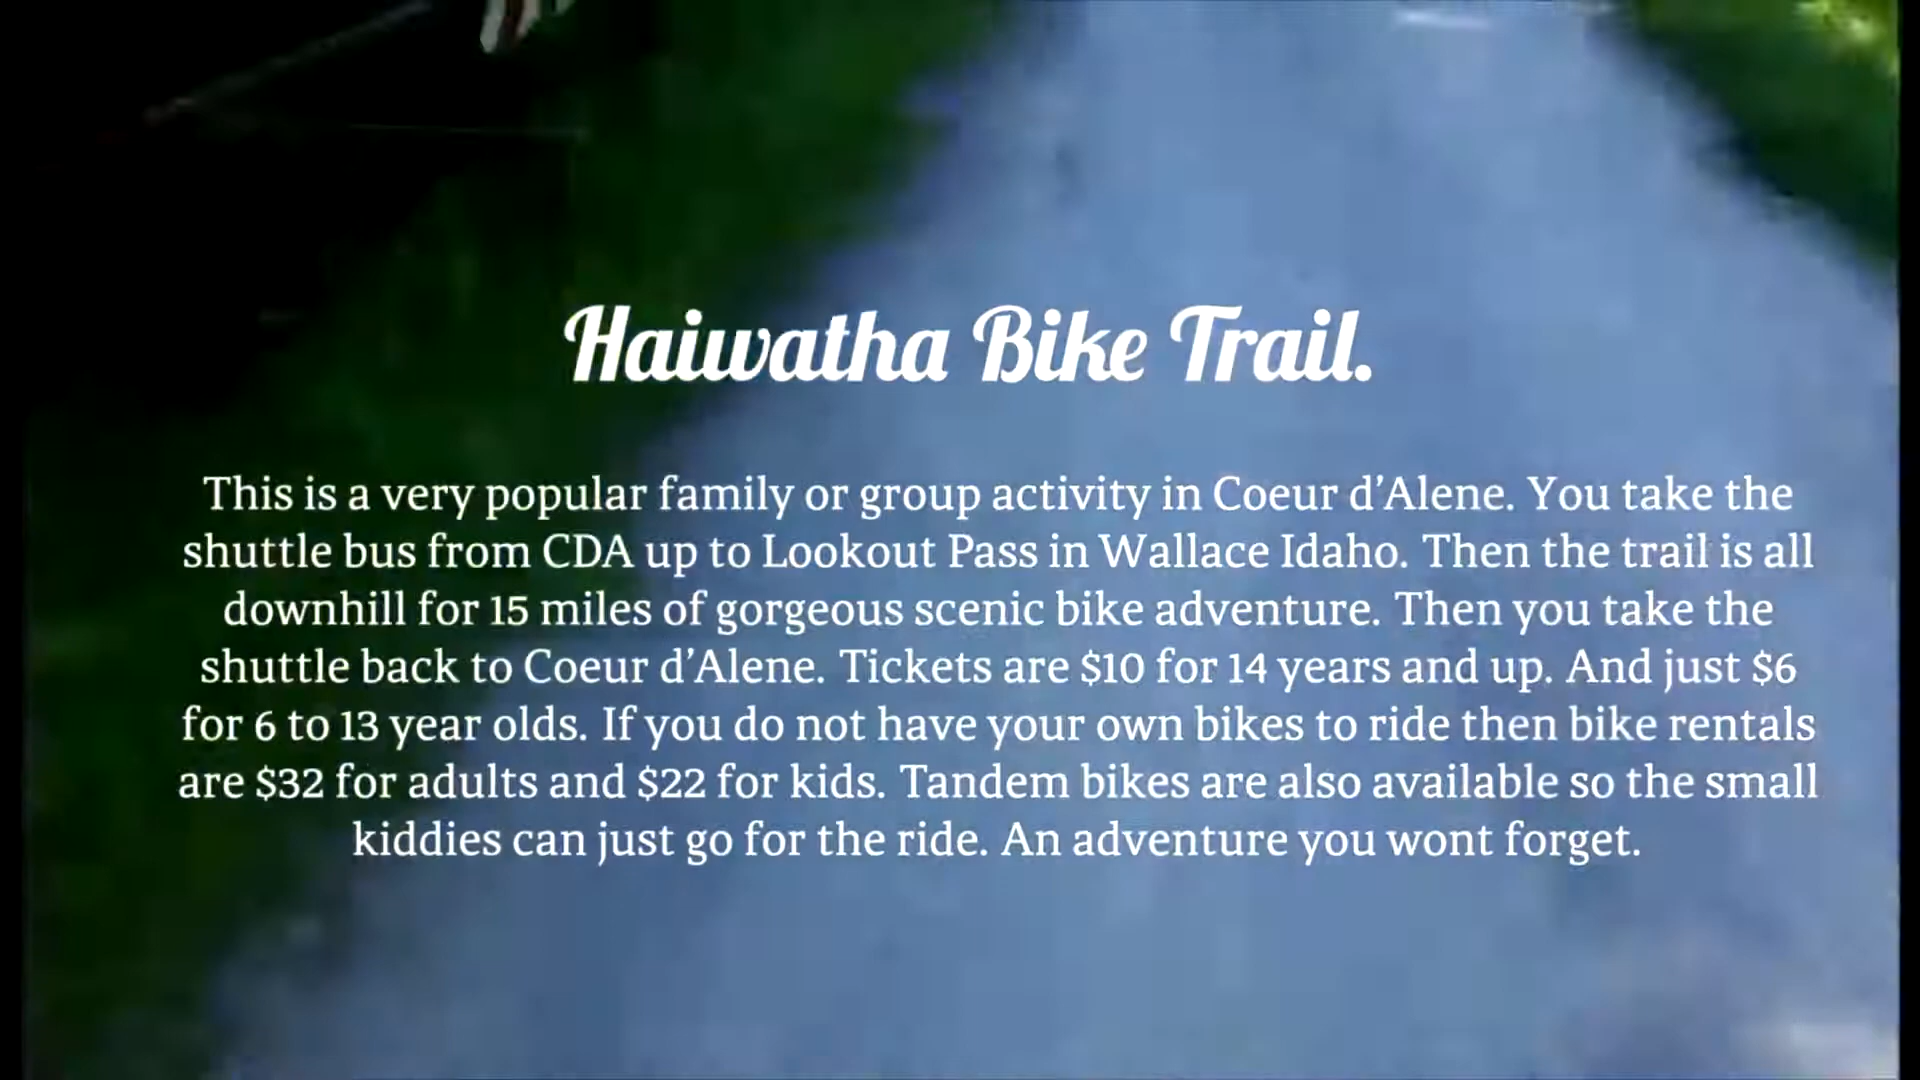 Haiwatha Bike Trail.
This is a very popular family or group activity in Coeur d’Alene. You take the
shuttle bus from CDA up to Lookout Pass in Wallace Idaho. Then the trail is all
downhill for 15 miles of gorgeous scenic bike adventure. Then you take the
shuttle back to Coeur d’Alene. Tickets are $10 for 14 years and up. And just $6
for 6 to 13 year olds. If you do not have your own bikes to ride then bike rentals
are $32 for adults and $22 for kids. Tandem bikes are also available so the small
kiddies can just go for the ride. An adventure you wont forget.